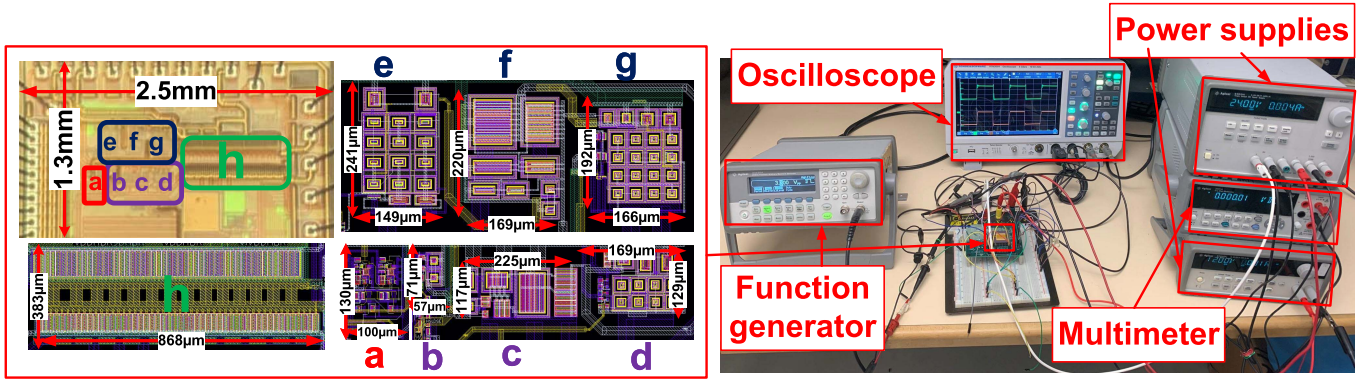 2.5mm
1.3mm
e f g
a
b c d
h
e f g
241µm
220µm
192µm
149µm
169µm
166µm
383µm
h
868µm
130µm
100µm
71µm
57µm
117µm
225µm
169µm
129µm
a b c d
Oscilloscope
Power supplies
Function
generator
Multimeter